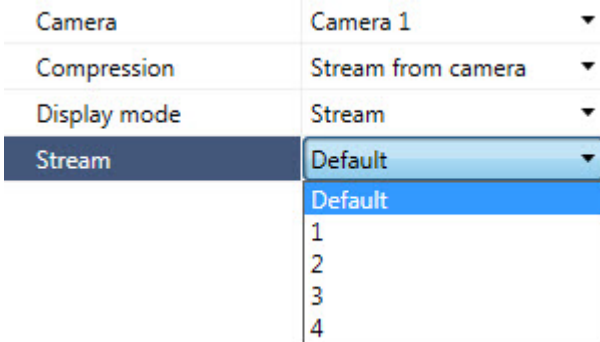 Camera Camera 1
Compression Stream from camera
Display mode Stream
Stream Default
Default
1
2
3
4